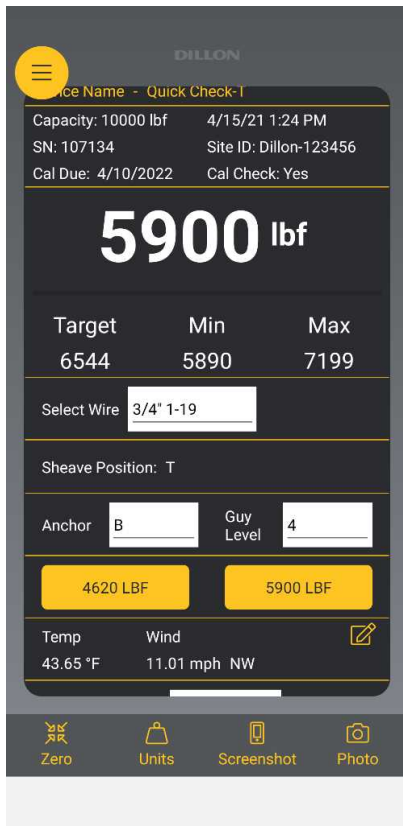 DILLON
ice Name - Quick Check-T
Capacity: 10000 lbf 4/15/21 1:24 PM
SN: 107134 Site ID: Dillon-123456
Cal Due: 4/10/2022 Cal Check: Yes
5900 lbf
Target Min Max
6544 5890 7199
Select Wire 3/4" 1-19
Sheave Position: T
Anchor B Guy Level 4
4620 LBF 5900 LBF
Temp Wind
43.65 °F 11.01 mph NW
Zero Units Screenshot Photo